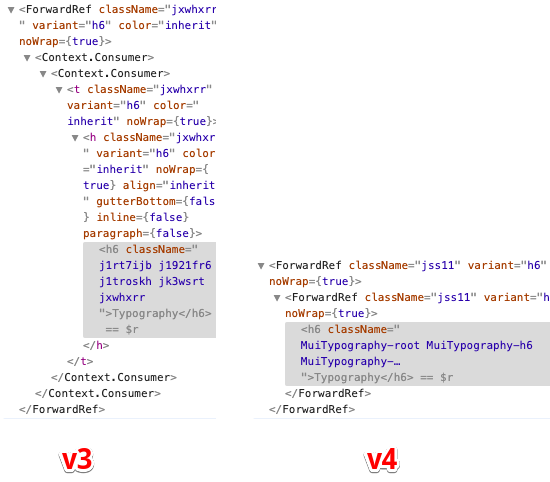 ▼ <ForwardRef className="jxwhxrr
" variant="h6" color="inherit"
noWrap={true}>
▼ <Context.Consumer>
▼ <Context.Consumer>
▼ <t className="jxwhxrr"
variant="h6" color="
inherit" noWrap={true}>
▼ <h className="jxwhxr
" variant="h6" color
="inherit" noWrap={
true} align="inherit
" gutterBottom={fals
} inline={false}
paragraph={false}>
<h6 className="
j1rt7ijb j1921fr6
j1troskh jk3wsrt
jxwhxrr
">Typography</h6>
== $r
</h>
</t>
</Context.Consumer>
</Context.Consumer>
</ForwardRef>
v3
▼ <ForwardRef className="jss11" variant="h6"
noWrap={true}>
▼ <ForwardRef className="jss11" variant="h
noWrap={true}>
<h6 className="
MuiTypography-root MuiTypography-h6
MuiTypography-…
">Typography</h6> == $r
</ForwardRef>
</ForwardRef>
v4